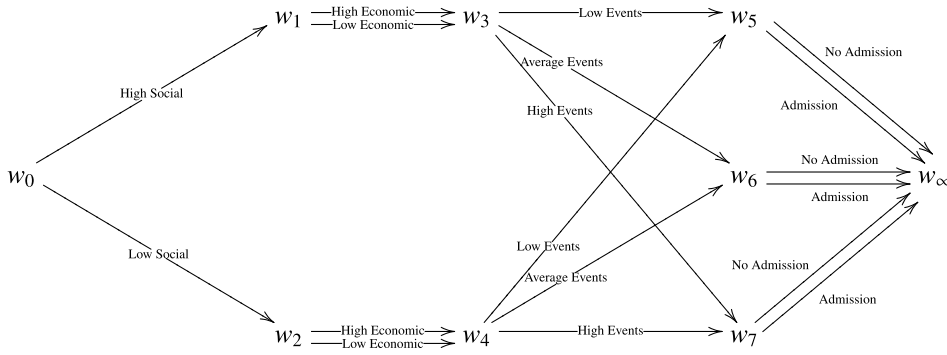 w1 High Economic w3 Low Events w5
Low Economic
No Admission
Average Events
High Social
Admission
High Events
w0
No Admission
w6 w∞
Admission
Low Social
Low Events
No Admission
Average Events
Admission
w2 High Economic w4 High Events w7
Low Economic